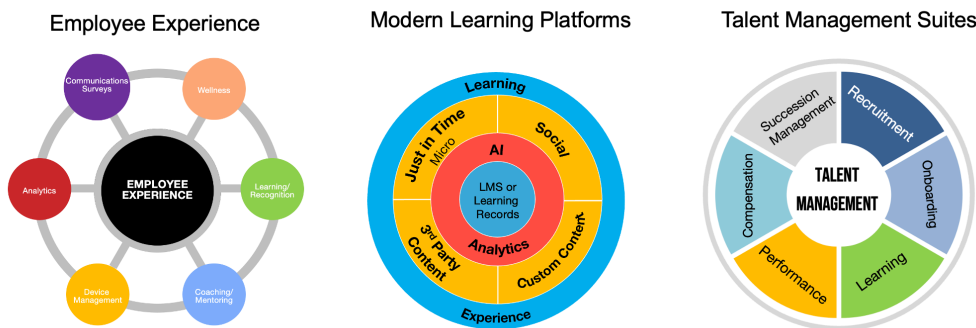 Employee Experience
Communications
Surveys
Wellness
Analytics
EMPLOYEE
EXPERIENCE
Learning/
Recognition
Device
Management
Coaching/
Mentoring
Modern Learning Platforms
Learning
Just in Time
Micro
Social
AI
LMS or
Learning
Records
Analytics
3rd Party
Content
Custom Content
Experience
Talent Management Suites
Succession
Management
Recruitment
Compensation
TALENT
MANAGEMENT
Onboarding
Performance
Learning